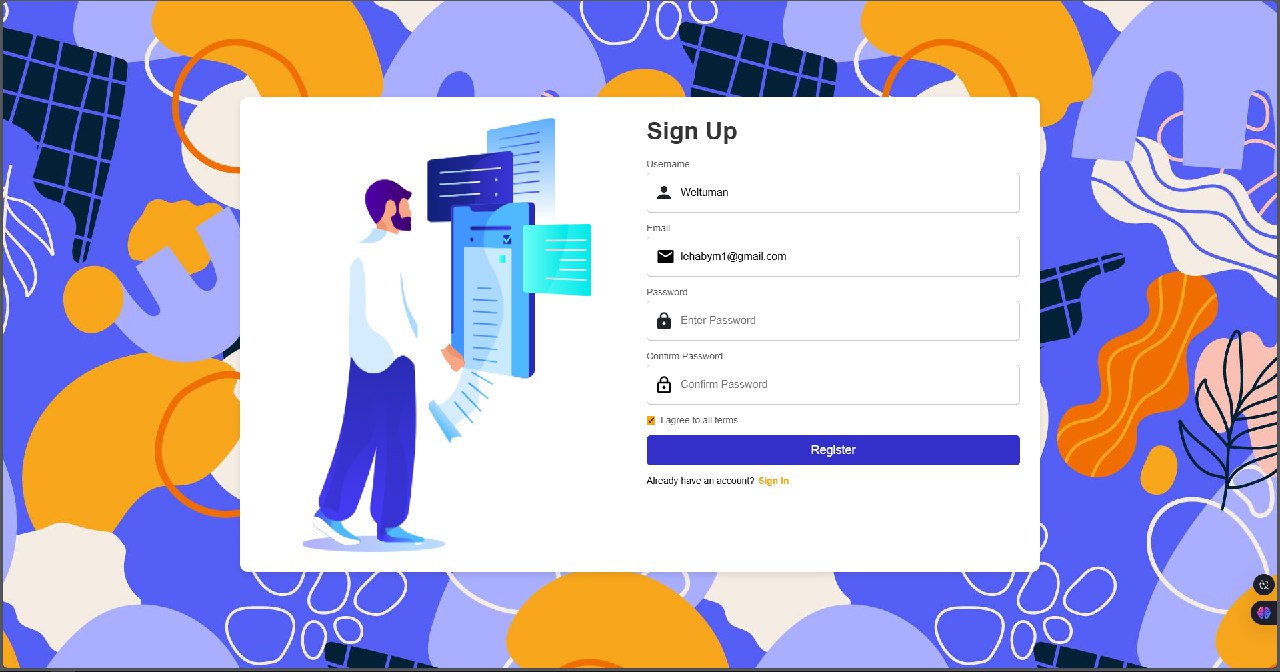 Sign Up
Username
Weltuman
Email
lehabym1@gmail.com
Password
Enter Password
Confirm Password
Confirm Password
I agree to all terms
Register
Already have an account? Sign In